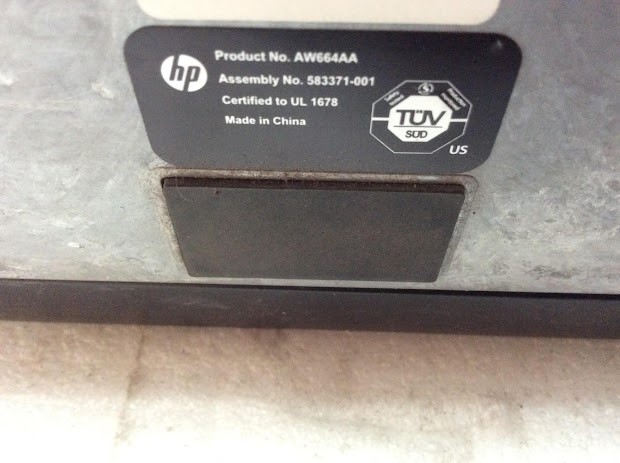 hp
Product No. AW664AA
Assembly No. 583371-001
Certified to UL 1678
Made in China
TÜV
SÜD
US